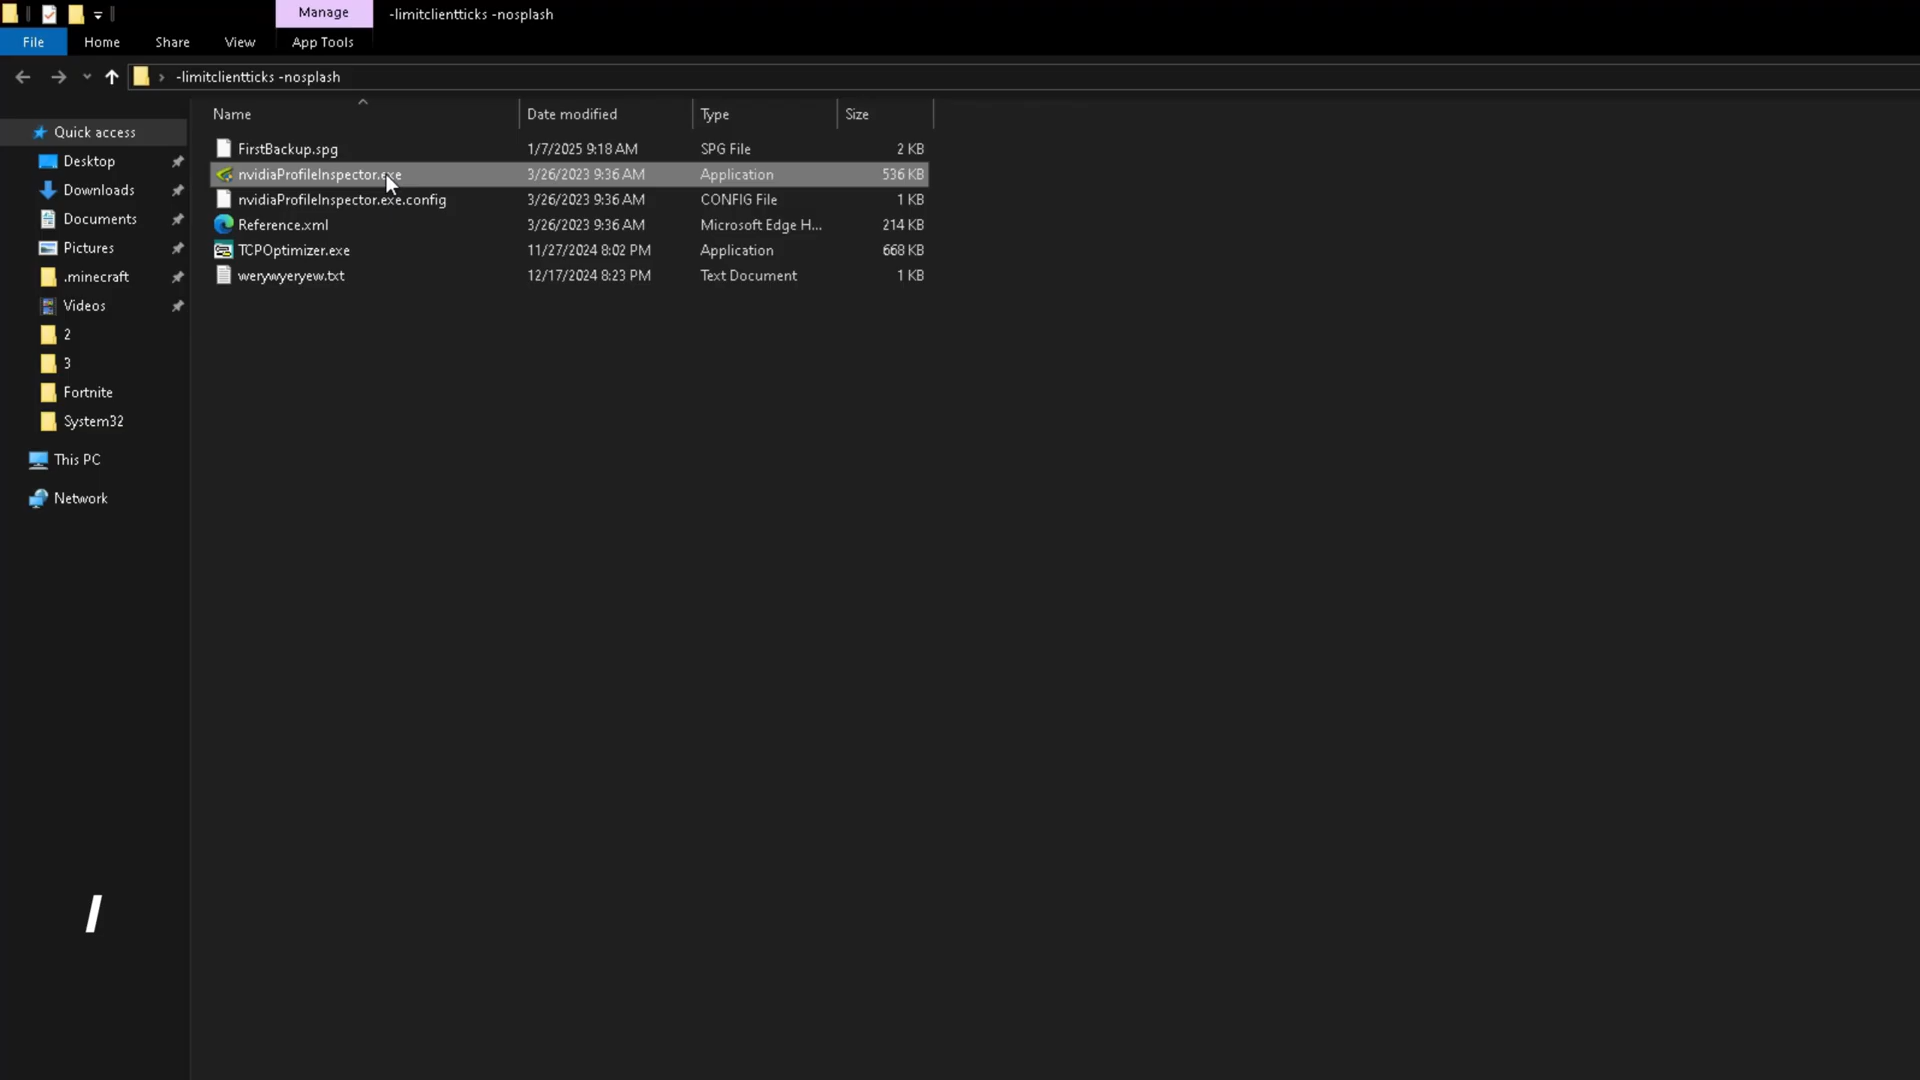 Manage
-limitclientticks -nosplash
File
Home
Share
View
App Tools
-limitclientticks -nosplash
Name
Date modified
Type
Size
Quick access
Desktop
Downloads
Documents
Pictures
.minecraft
Videos
2
3
Fortnite
System32
This PC
Network
FirstBackup.spg 1/7/2025 9:18 AM SPG File 2 KB
nvidiaProfileInspector.exe 3/26/2023 9:36 AM Application 536 KB
nvidiaProfileInspector.exe.config 3/26/2023 9:36 AM CONFIG File 1 KB
Reference.xml 3/26/2023 9:36 AM Microsoft Edge H... 214 KB
TCPOptimizer.exe 11/27/2024 8:02 PM Application 668 KB
werywyeryew.txt 12/17/2024 8:23 PM Text Document 1 KB
/